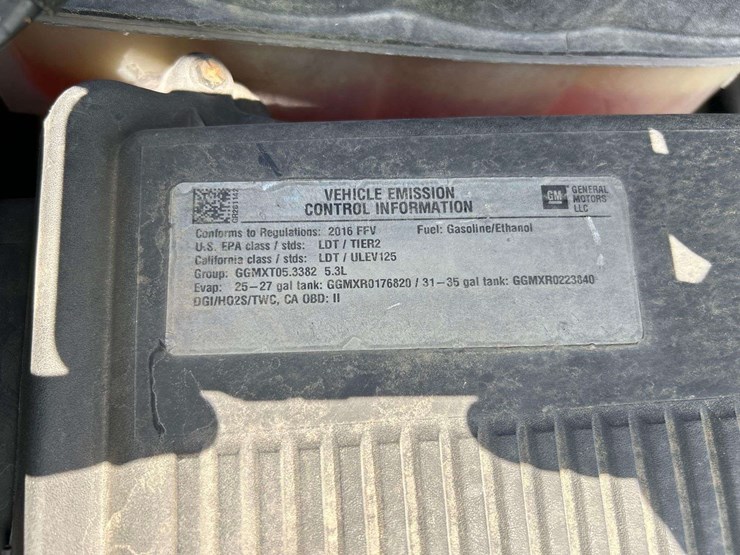 VEHICLE EMISSION
CONTROL INFORMATION
GM GENERAL
MOTORS
LLC
Conforms to Regulations: 2016 FFV Fuel: Gasoline/Ethanol
U.S. EPA class / stds: LDT / TIER2
California class / stds: LDT / ULEV125
Group: GGMXT05.3382 5.3L
Evap: 25-27 gal tank: GGMXR0176820 / 31-35 gal tank: GGMXR0223840
DGI/HO2S/TWC, CA OBD: II